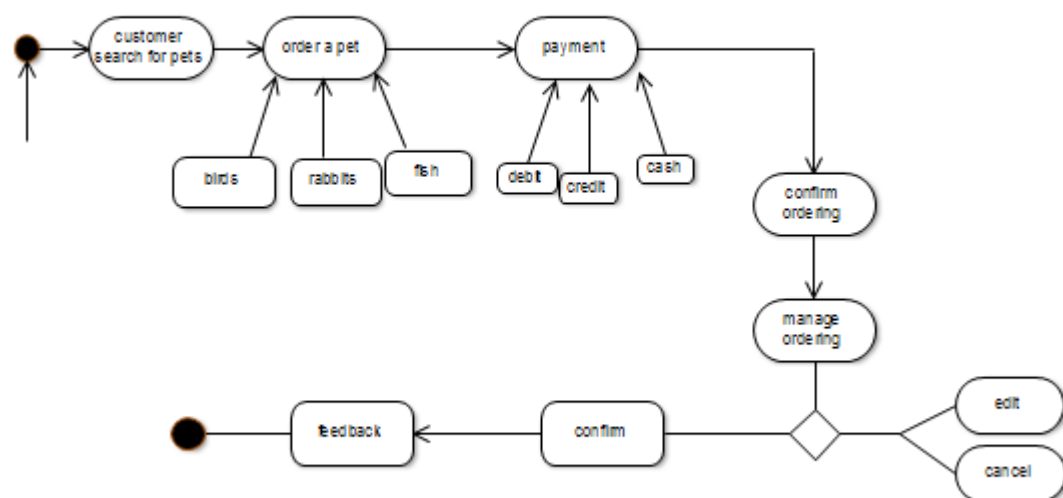 customer
search for pets
order a pet
payment
birds
rabbits
fish
debit
credit
cash
confirm
ordering
manage
ordering
edit
feedback
confirm
cancel